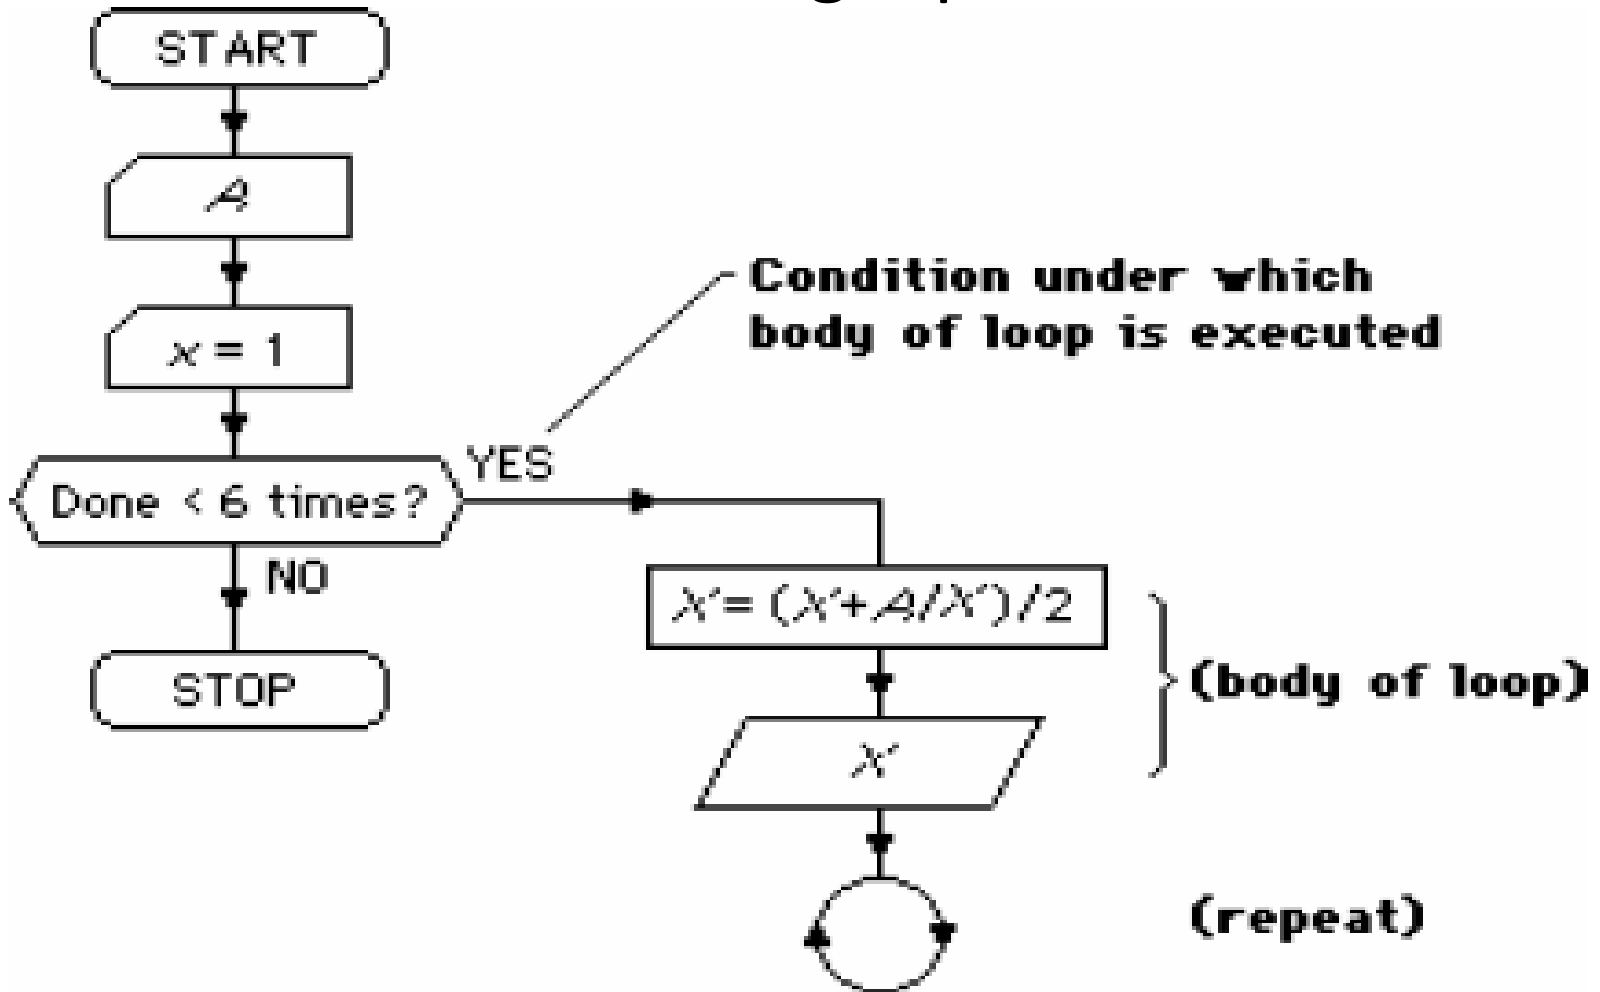 START
A
x = 1
Condition under which
body of loop is executed
YES
Done < 6 times?
NO
X = (X+A/X)/2
STOP
(body of loop)
X
(repeat)